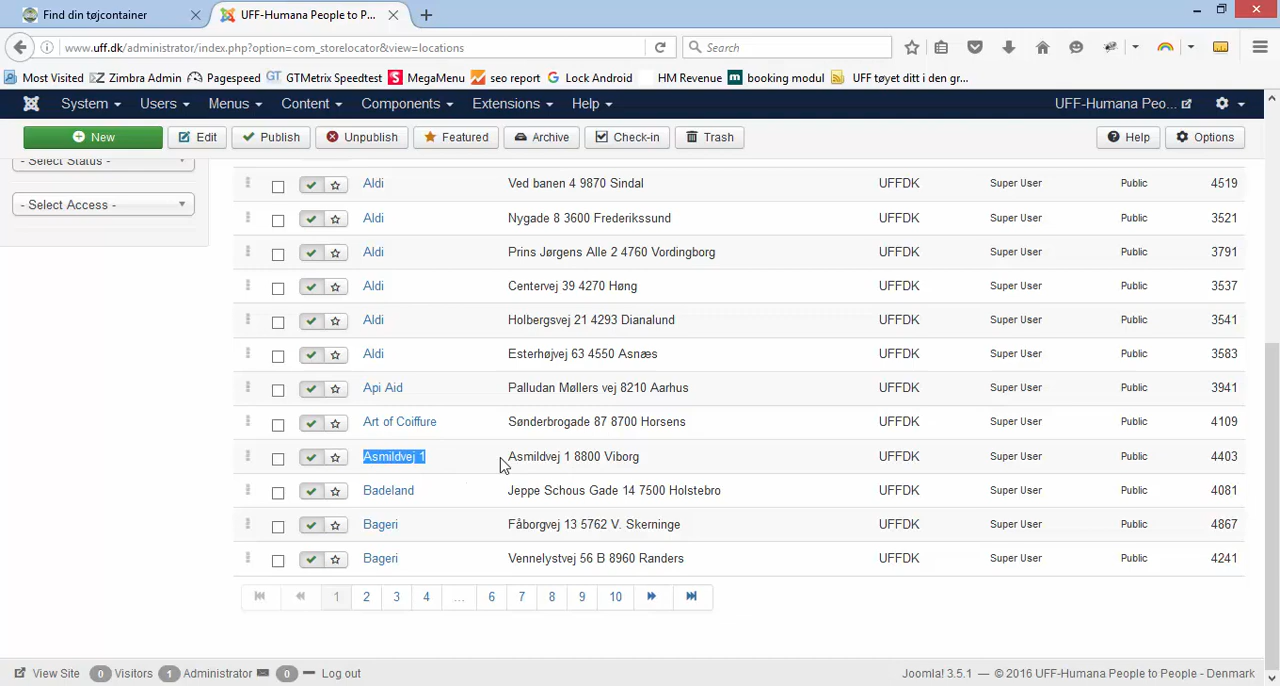 Find din tøjcontainer
UFF-Humana People to P...
www.uff.dk/administrator/index.php?option=com_storelocator&view=locations
Search
Most Visited
Zimbra Admin
Pagespeed
GT GTMetrix Speedtest
MegaMenu
seo report
Lock Android
HM Revenue
booking modul
UFF tøyet ditt i den gr...
System
Users
Menus
Content
Components
Extensions
Help
UFF-Humana Peo...
New
Edit
Publish
Unpublish
Featured
Archive
Check-in
Trash
Help
Options
- Select Status -
- Select Access -
Aldi Ved banen 4 9870 Sindal UFFDK Super User Public 4519
Aldi Nygade 8 3600 Frederikssund UFFDK Super User Public 3521
Aldi Prins Jørgens Alle 2 4760 Vordingborg UFFDK Super User Public 3791
Aldi Centervej 39 4270 Høng UFFDK Super User Public 3537
Aldi Holbergsvej 21 4293 Dianalund UFFDK Super User Public 3541
Aldi Esterhøjvej 63 4550 Asnæs UFFDK Super User Public 3583
Api Aid Palludan Møllers vej 8210 Aarhus UFFDK Super User Public 3941
Art of Coiffure Sønderbrogade 87 8700 Horsens UFFDK Super User Public 4109
Asmildvej 1 Asmildvej 1 8800 Viborg UFFDK Super User Public 4403
Badeland Jeppe Schous Gade 14 7500 Holstebro UFFDK Super User Public 4081
Bageri Fåborgvej 13 5762 V. Skerninge UFFDK Super User Public 4867
Bageri Vennelystvej 56 B 8960 Randers UFFDK Super User Public 4241
1 2 3 4 ... 6 7 8 9 10
View Site 0 Visitors 1 Administrator 0 Log out
Joomla! 3.5.1 — © 2016 UFF-Humana People to People - Denmark